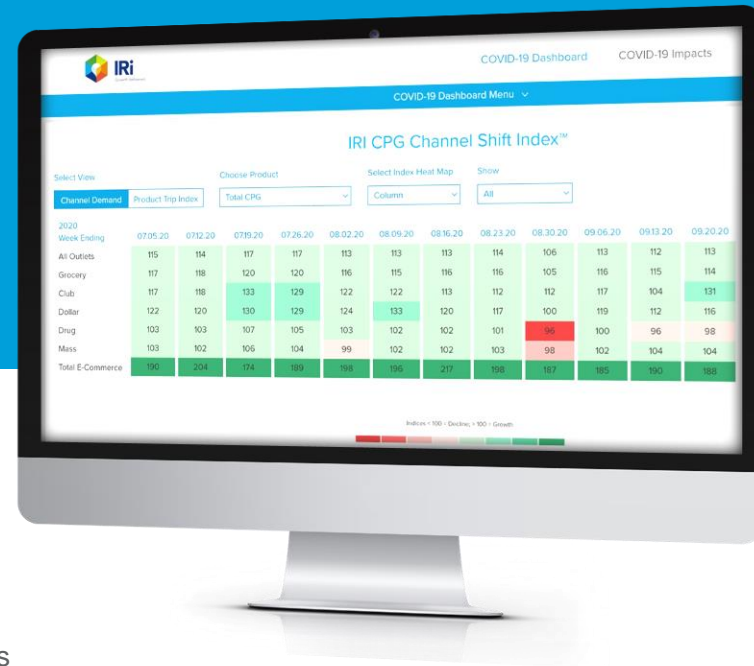 IRi
COVID-19 Dashboard COVID-19 Impacts
COVID-19 Dashboard Menu
IRI CPG Channel Shift Index™
Select View Choose Product Select Index Heat Map Show
Channel Demand Product Trip Index Total CPG Column All
2020
Week Ending 07.05.20 07.12.20 07.19.20 07.26.20 08.02.20 08.09.20 08.16.20 08.23.20 08.30.20 09.06.20 09.13.20 09.20.20
All Outlets 115 114 117 117 113 113 113 114 106 113 112 113
Grocery 117 118 120 120 116 115 116 116 105 116 115 114
Club 117 118 133 129 122 122 113 112 112 117 104 131
Dollar 122 120 130 129 124 133 120 117 100 119 112 116
Drug 103 103 107 105 103 102 102 101 96 100 96 98
Mass 103 102 106 104 99 102 102 103 98 102 104 104
Total E-Commerce 190 204 174 189 198 196 217 198 187 185 190 188
Indices < 100 = Decline; > 100 = Growth
s